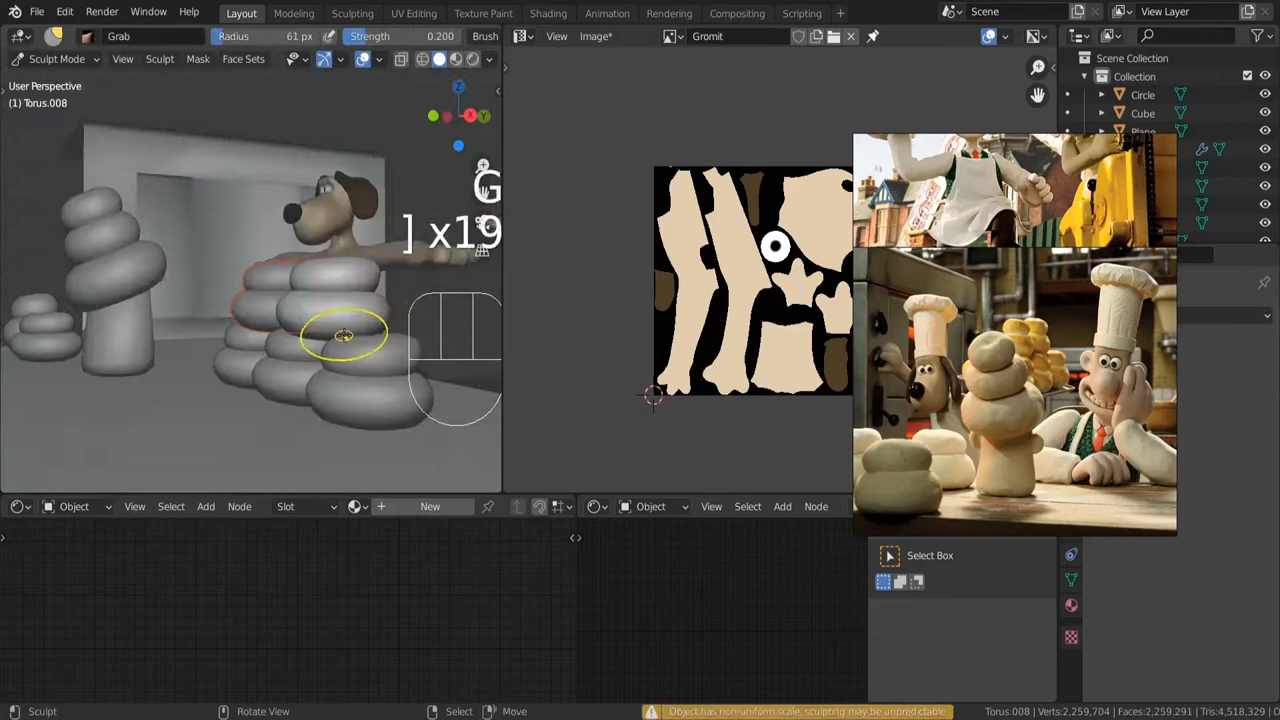 File Edit Render Window Help Layout Modeling Sculpting UV Editing Texture Paint Shading Animation Rendering Compositing Scripting + Scene View Layer
Grab Radius 61 px Strength 0.200 Brush View Image* Gromit
Sculpt Mode View Sculpt Mask Face Sets
User Perspective
(1) Torus.008
Scene Collection
Collection
Circle
Cube
Plane
Z
X
Y
G
] x19
Object View Select Add Node Slot New Object View Select Add Node
Select Box
Sculpt Rotate View Select Move Object has non-uniform scale, sculpting may be unpredictable. Torus.008 | Verts:2,259,704 | Faces:2,259,291 | Tris:4,518,329 | O